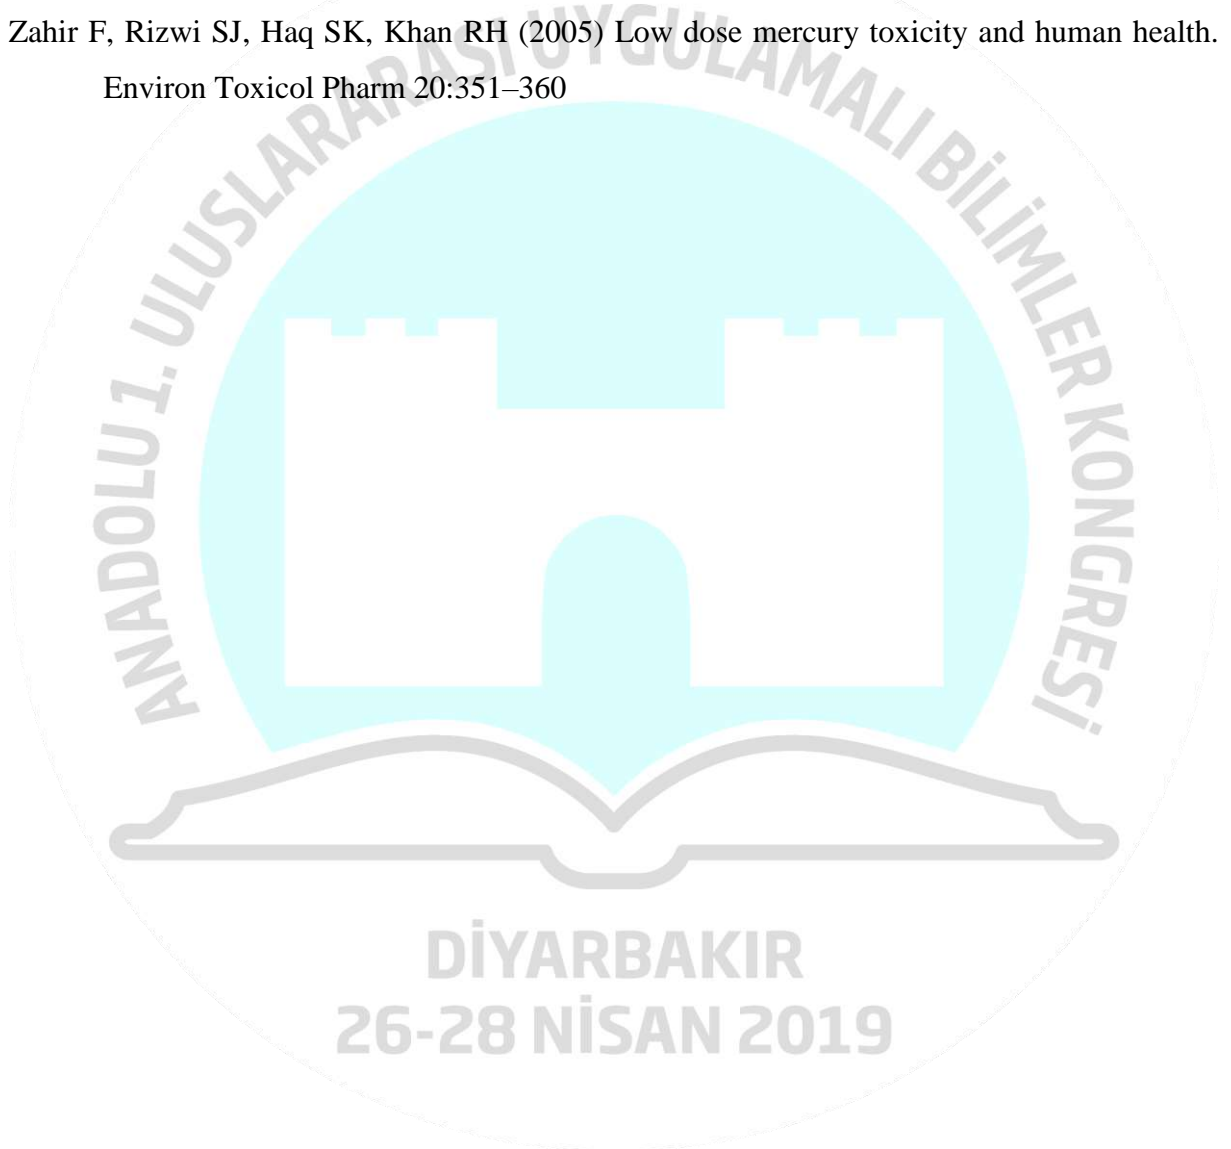 Zahir F, Rizwi SJ, Haq SK, Khan RH (2005) Low dose mercury toxicity and human health.
Environ Toxicol Pharm 20:351–360
ANADOLU 1. ULUSLARARASI UYGULAMALI BİLİMLER KONGRESİ
DİYARBAKIR
26-28 NİSAN 2019